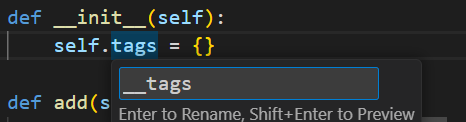 def __init__(self):
self.tags = {}
__tags
def add(s
Enter to Rename, Shift+Enter to Preview